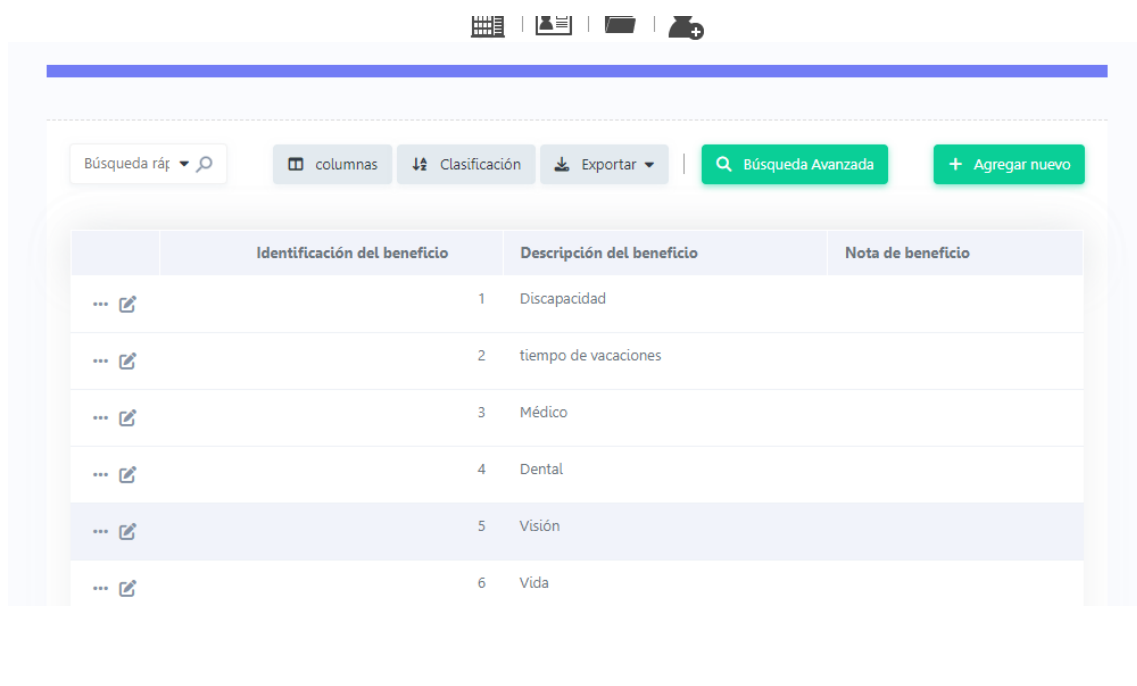 Búsqueda ráp columnas Clasificación Exportar Búsqueda Avanzada + Agregar nuevo
Identificación del beneficio Descripción del beneficio Nota de beneficio
1 Discapacidad
2 tiempo de vacaciones
3 Médico
4 Dental
5 Visión
6 Vida